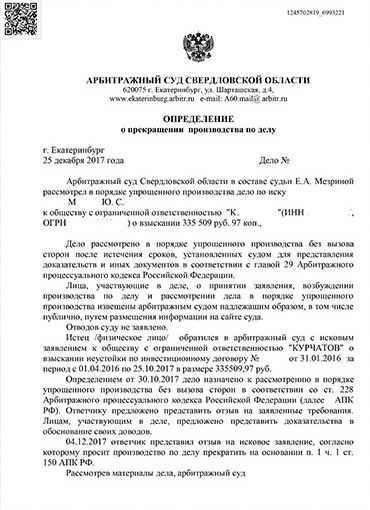 1245702819_6993221
АРБИТРАЖНЫЙ СУД СВЕРДЛОВСКОЙ ОБЛАСТИ
620075 г. Екатеринбург, ул. Шарташская, д.4,
www.ekaterinburg.arbitr.ru e-mail: A60.mail@ arbitr.ru
ОПРЕДЕЛЕНИЕ
о прекращении производства по делу
г. Екатеринбург
25 декабря 2017 года Дело №
Арбитражный суд Свердловской области в составе судьи Е.А. Мезриной
рассмотрел в порядке упрощенного производства дело по иску
М Ю. С.
к обществу с ограниченной ответственностью "К. "(ИНН ,
ОГРН ) о взыскании 335 509 руб. 97 коп.,
Дело рассмотрено в порядке упрощенного производства без вызова
сторон после истечения сроков, установленных судом для представления
доказательств и иных документов в соответствии с главой 29 Арбитражного
процессуального кодекса Российской Федерации.
Лица, участвующие в деле, о принятии заявления, возбуждении
производства по делу и рассмотрении дела в порядке упрощенного
производства извещены арбитражным судом надлежащим образом, в том числе
публично, путем размещения информации на сайте суда.
Отводов суду не заявлено.
Истец /физическое лицо/ обратился в арбитражный суд с исковым
заявлением к обществу с ограниченной ответственностью "КУРЧАТОВ" о
взыскании неустойки по инвестиционному договору № от 31.01.2016 за
период с 01.04.2016 по 25.10.2017 в размере 335509,97 руб.
Определением от 30.10.2017 дело назначено к рассмотрению в порядке
упрощенного производства без вызова сторон в соответствии со ст. 228
Арбитражного процессуального кодекса Российской Федерации (далее АПК
РФ). Ответчику предложено представить отзыв на заявленные требования.
Лицам, участвующим в деле, предложено представить доказательства в
обоснование своих доводов.
04.12.2017 ответчик представил отзыв на исковое заявление, согласно
которому просит производство по делу прекратить на основании п. 1 ч. 1 ст.
150 АПК РФ.
Рассмотрев материалы дела, арбитражный суд